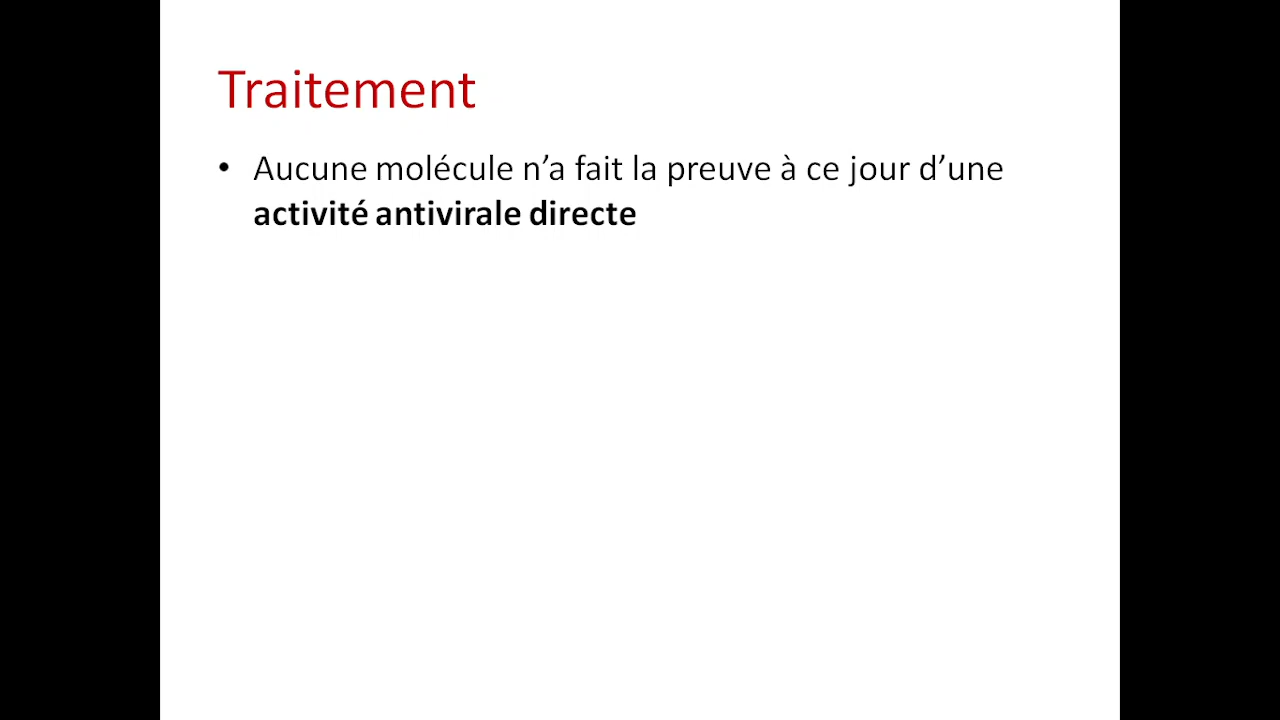 Traitement
• Aucune molécule n’a fait la preuve à ce jour d’une
activité antivirale directe